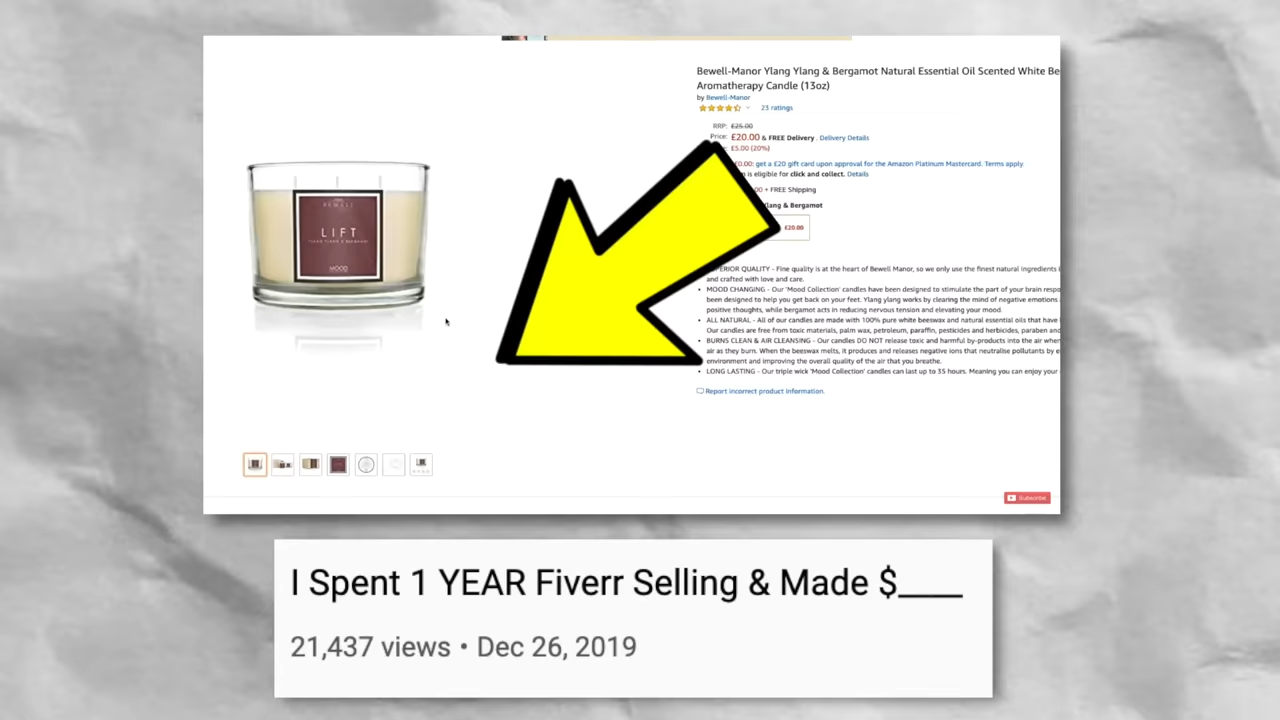 Bewell-Manor Ylang Ylang & Bergamot Natural Essential Oil Scented White Be
Aromatherapy Candle (13oz)
by Bewell-Manor
23 ratings
RRP: £25.00
Price: £20.00 & FREE Delivery . Delivery Details
£5.00 (20%)
£0.00: get a £20 gift card upon approval for the Amazon Platinum Mastercard. Terms apply.
is eligible for click and collect. Details
00 + FREE Shipping
Ylang & Bergamot
£20.00
BEWELL
LIFT
YLANG YLANG & BERGAMOT
MOOD
PERIOR QUALITY - Fine quality is at the heart of Bewell Manor, so we only use the finest natural ingredients i
and crafted with love and care.
• MOOD CHANGING - Our 'Mood Collection' candles have been designed to stimulate the part of your brain respo
been designed to help you get back on your feet. Ylang ylang works by clearing the mind of negative emotions
positive thoughts, while bergamot acts in reducing nervous tension and elevating your mood.
• ALL NATURAL - All of our candles are made with 100% pure white beeswax and natural essential oils that have
Our candles are free from toxic materials, palm wax, petroleum, paraffin, pesticides and herbicides, paraben and
• BURNS CLEAN & AIR CLEANSING - Our candles DO NOT release toxic and harmful by-products into the air when
air as they burn. When the beeswax melts, it produces and releases negative ions that neutralise pollutants by e
environment and improving the overall quality of the air that you breathe.
• LONG LASTING - Our triple wick 'Mood Collection' candles can last up to 35 hours. Meaning you can enjoy your
Report incorrect product information.
Subscribe
I Spent 1 YEAR Fiverr Selling & Made $____
21,437 views • Dec 26, 2019